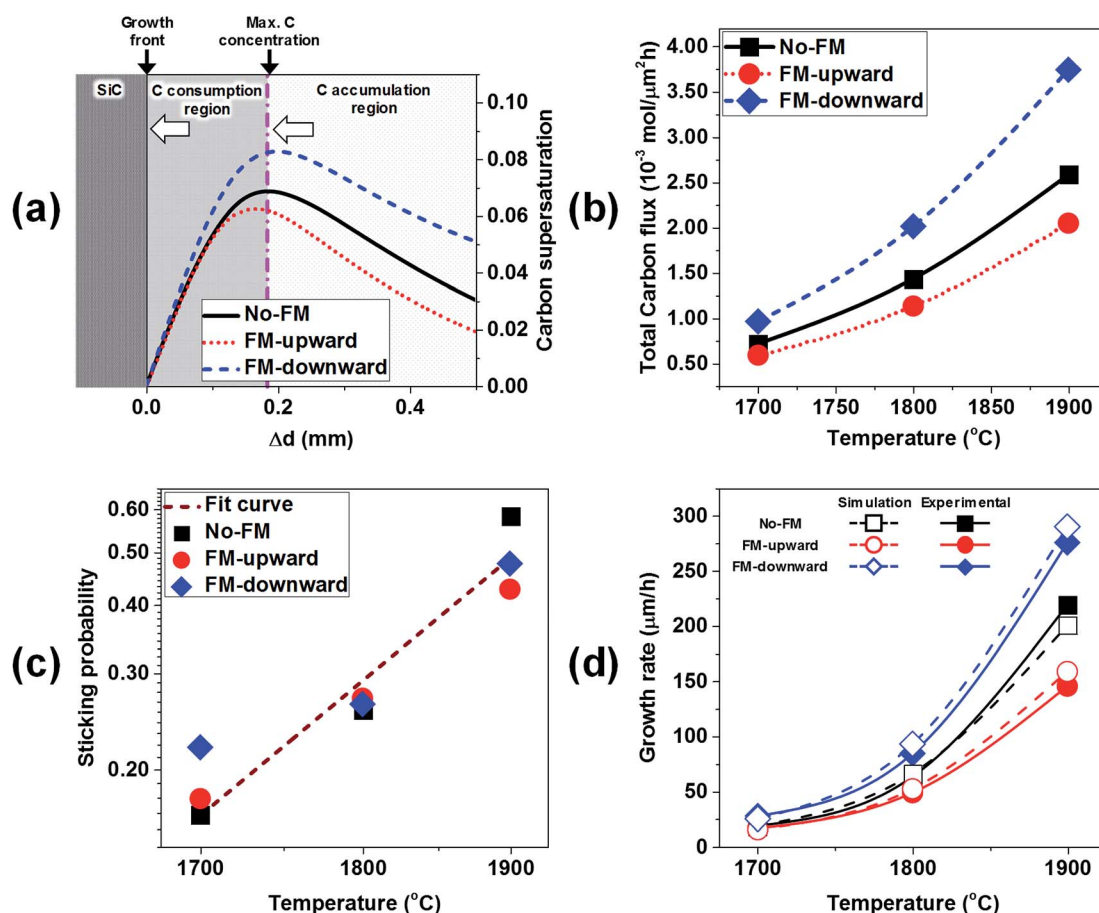 Growth
front
Max. C
concentration
SiC
C consumption
region
C accumulation
region
(a)
0.10
0.08
0.06
0.04
0.02
0.00
Carbon supersaturation
No-FM
FM-upward
FM-downward
0.0
0.2
0.4
Δd (mm)
(b)
Total Carbon flux (10⁻³ mol/μm²h)
4.00
3.50
3.00
2.50
2.00
1.50
1.00
0.50
No-FM
FM-upward
FM-downward
1700 1750 1800 1850 1900
Temperature (°C)
(c)
Sticking probability
0.60
0.50
0.40
0.30
0.20
Fit curve
No-FM
FM-upward
FM-downward
1700 1800 1900
Temperature (°C)
(d)
Growth rate (μm/h)
300
250
200
150
100
50
0
Simulation Experimental
No-FM
FM-upward
FM-downward
1700 1750 1800 1850 1900
Temperature (°C)